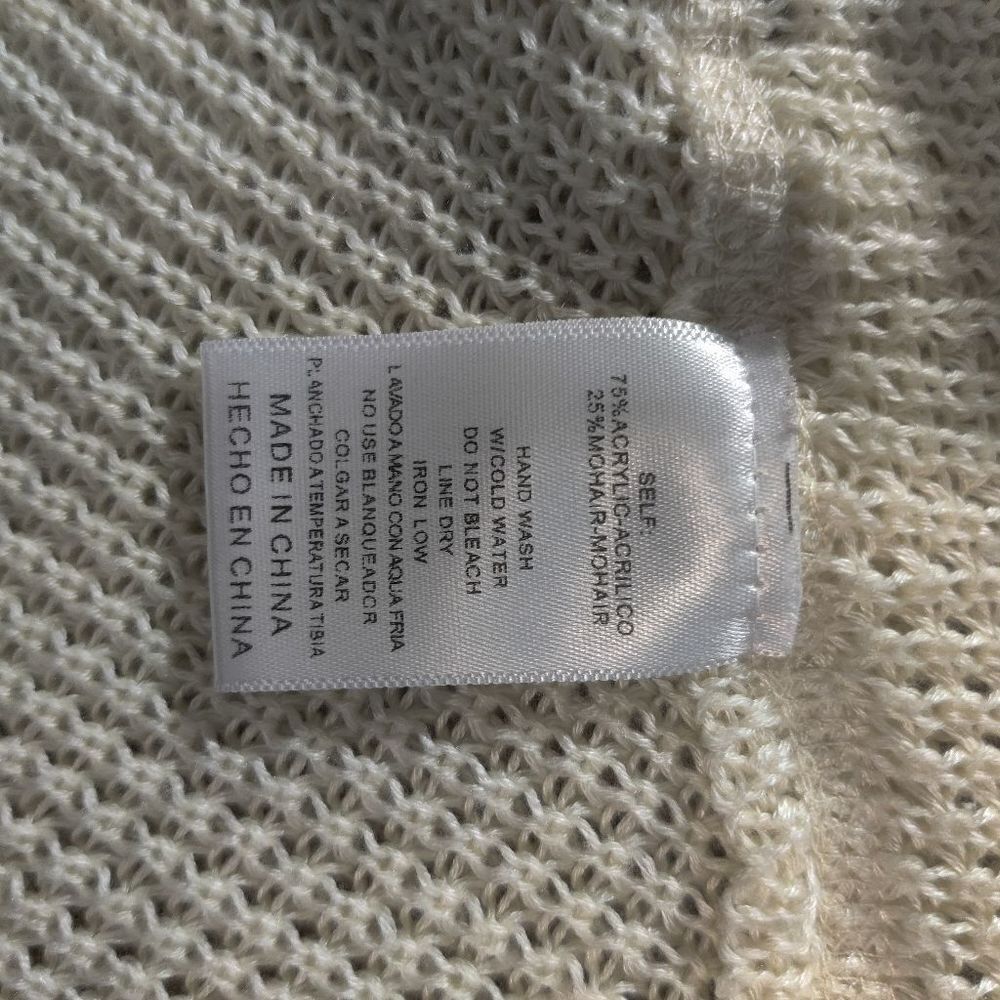 SELF:
75%ACRYLIC-ACRILICO
25%MOHAIR-MOHAIR
HAND WASH
W/COLD WATER
DO NOT BLEACH
LINE DRY
IRON LOW
LAVADO A MANO CON AQUA FRIA
NO USE BLANQUEADOR
COLGAR A SECAR
PLANCHADO A TEMPERATURA TIBIA
MADE IN CHINA
HECHO EN CHINA